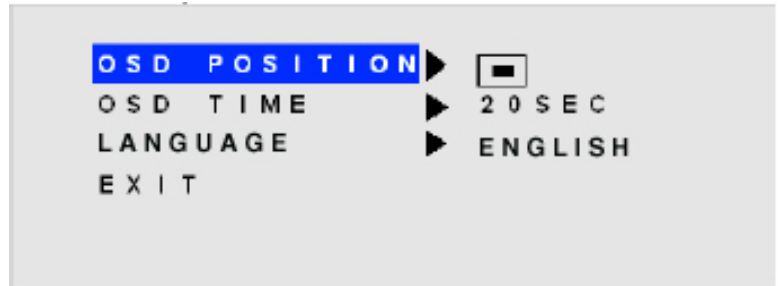 OSD POSITION
OSD TIME 20SEC
LANGUAGE ENGLISH
EXIT